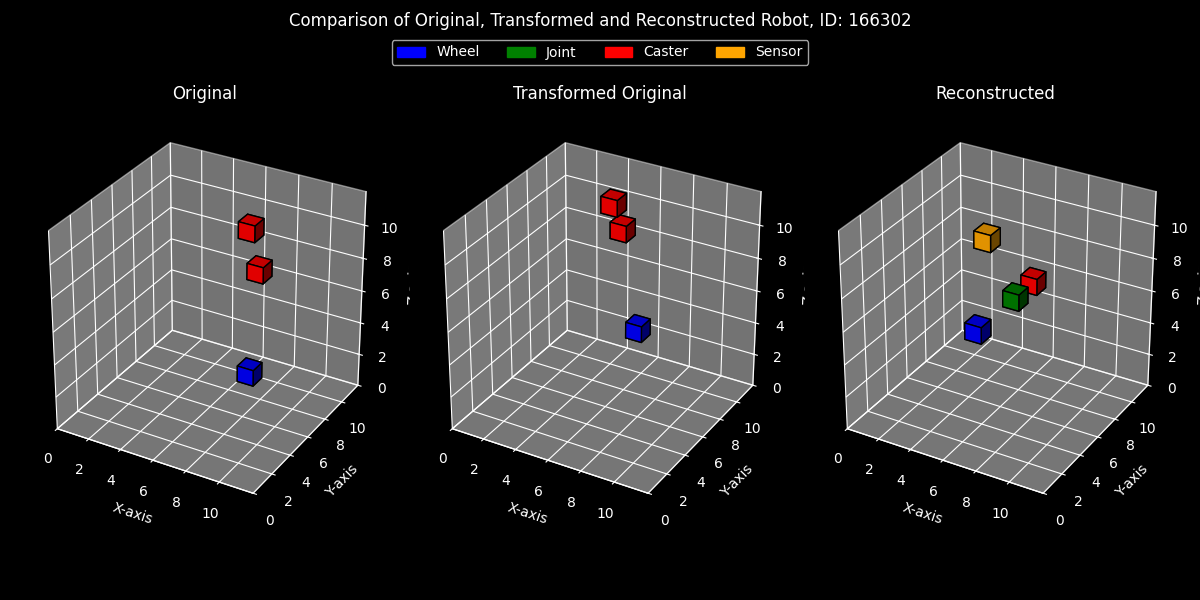 Comparison of Original, Transformed and Reconstructed Robot, ID: 166302
Wheel Joint Caster Sensor
Original Transformed Original Reconstructed
0 2 4 6 8 10
X-axis
0 2 4 6 8 10
Y-axis
0 2 4 6 8 10
0 2 4 6 8 10
X-axis
0 2 4 6 8 10
Y-axis
0 2 4 6 8 10
0 2 4 6 8 10
X-axis
0 2 4 6 8 10
Y-axis
0 2 4 6 8 10